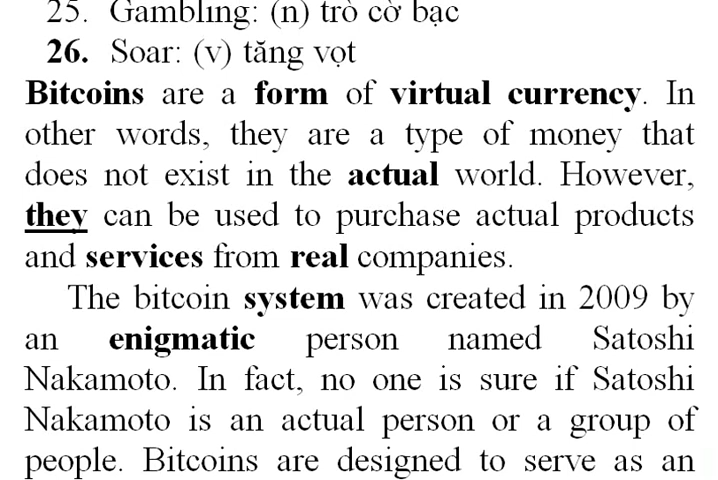 25. Gambling: (n) trò cờ bạc
26. Soar: (v) tăng vọt
Bitcoins are a form of virtual currency. In
other words, they are a type of money that
does not exist in the actual world. However,
they can be used to purchase actual products
and services from real companies.
The bitcoin system was created in 2009 by
an enigmatic person named Satoshi
Nakamoto. In fact, no one is sure if Satoshi
Nakamoto is an actual person or a group of
people. Bitcoins are designed to serve as an